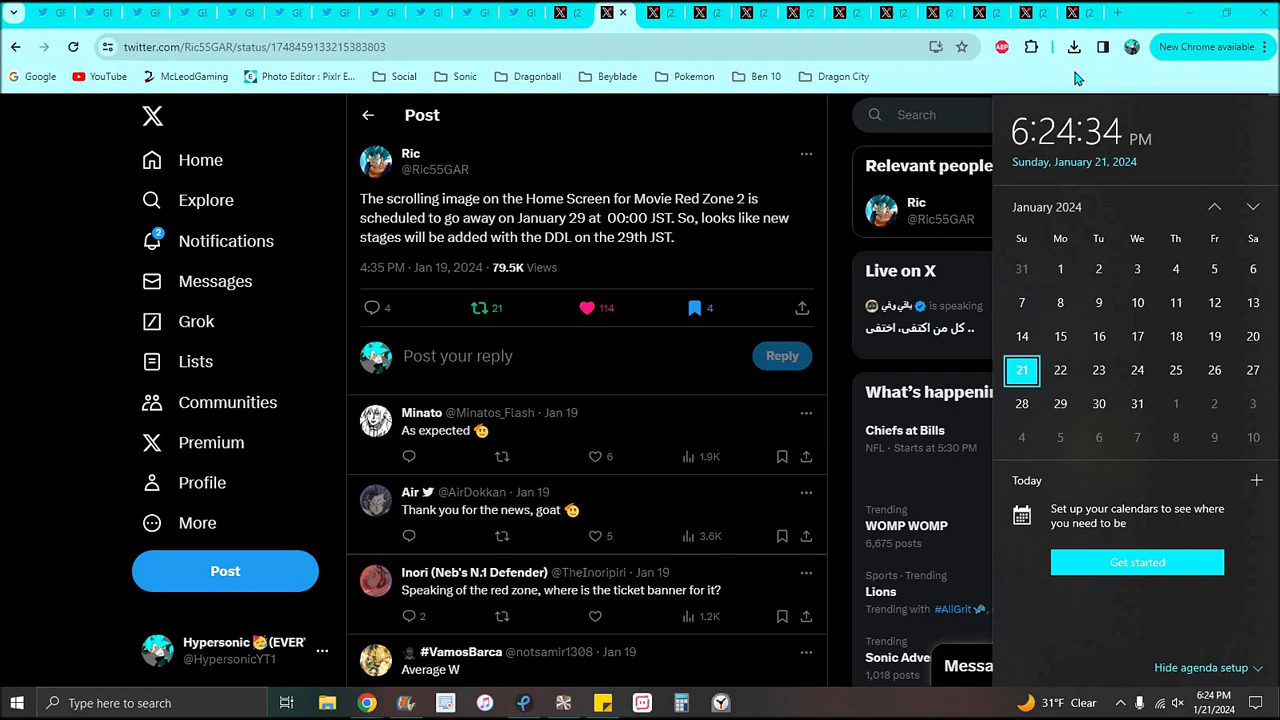 twitter.com/Ric55GAR/status/1748459133215383803
New Chrome available
Google
YouTube
McLeodGaming
Photo Editor : Pixlr E...
Social
Sonic
Dragonball
Beyblade
Pokemon
Ben 10
Dragon City
Home
Explore
2
Notifications
Messages
Grok
Lists
Communities
Premium
Profile
More
Post
Hypersonic 🥳(EVER
@HypersonicYT1
Post
Ric
@Ric55GAR
The scrolling image on the Home Screen for Movie Red Zone 2 is
scheduled to go away on January 29 at 00:00 JST. So, looks like new
stages will be added with the DDL on the 29th JST.
4:35 PM · Jan 19, 2024 · 79.5K Views
4 21 114 4
Post your reply
Reply
Minato @Minatos_Flash · Jan 19
As expected 🫡
6 1.9K
Air @AirDokkan · Jan 19
Thank you for the news, goat 🫡
5 3.6K
Inori (Neb's N.1 Defender) @TheInoripiri · Jan 19
Speaking of the red zone, where is the ticket banner for it?
2 1.2K
#VamosBarca @notsamir1308 · Jan 19
Average W
Search
Relevant people
Ric
@Ric55GAR
Live on X
باقي وفي is speaking
كل من اكتفى، اختفى ..
What's happenin
Chiefs at Bills
NFL · Starts at 5:30 PM
Trending
WOMP WOMP
6,675 posts
Sports · Trending
Lions
Trending with #AllGrit
Trending
Sonic Adve
1,018 posts
Messa
6:24:34 PM
Sunday, January 21, 2024
January 2024
Su Mo Tu We Th Fr Sa
31 1 2 3 4 5 6
7 8 9 10 11 12 13
14 15 16 17 18 19 20
21 22 23 24 25 26 27
28 29 30 31 1 2 3
4 5 6 7 8 9 10
Today
Set up your calendars to see where
you need to be
Get started
Hide agenda setup
Type here to search
31°F Clear
6:24 PM
1/21/2024